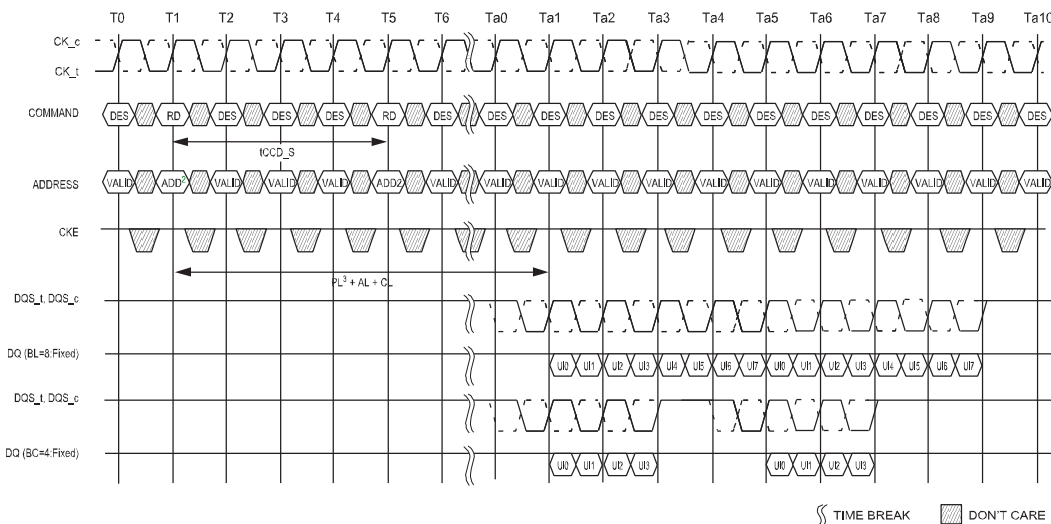 T0 T1 T2 T3 T4 T5 T6 Ta0 Ta1 Ta2 Ta3 Ta4 Ta5 Ta6 Ta7 Ta8 Ta9 Ta10
CK_c
CK_t
COMMAND DES RD DES DES DES RD DES DES DES DES DES DES DES DES DES DES DES DES
tCCD_S
ADDRESS VALID ADD² VALID VALID VALID ADD2 VALID VALID VALID VALID VALID VALID VALID VALID VALID VALID VALID VALID
CKE
PL³ + AL + CL
DQS_t, DQS_c
DQ (BL=8:Fixed) UI0 UI1 UI2 UI3 UI4 UI5 UI6 UI7 UI0 UI1 UI2 UI3 UI4 UI5 UI6 UI7
DQS_t, DQS_c
DQ (BC=4:Fixed) UI0 UI1 UI2 UI3 UI0 UI1 UI2 UI3
TIME BREAK DON'T CARE